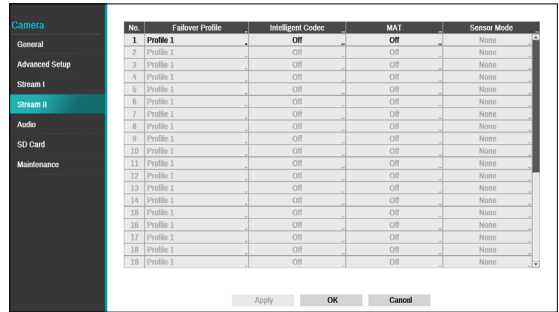 Camera
General
Advanced Setup
Stream I
Stream II
Audio
SD Card
Maintenance
No. Failover Profile Intelligent Codec MAT Sensor Mode
1 Profile 1 Off Off None
2 Profile 1 Off Off None
3 Profile 1 Off Off None
4 Profile 1 Off Off None
5 Profile 1 Off Off None
6 Profile 1 Off Off None
7 Profile 1 Off Off None
8 Profile 1 Off Off None
9 Profile 1 Off Off None
10 Profile 1 Off Off None
11 Profile 1 Off Off None
12 Profile 1 Off Off None
13 Profile 1 Off Off None
14 Profile 1 Off Off None
15 Profile 1 Off Off None
16 Profile 1 Off Off None
17 Profile 1 Off Off None
18 Profile 1 Off Off None
19 Profile 1 Off Off None
Apply OK Cancel